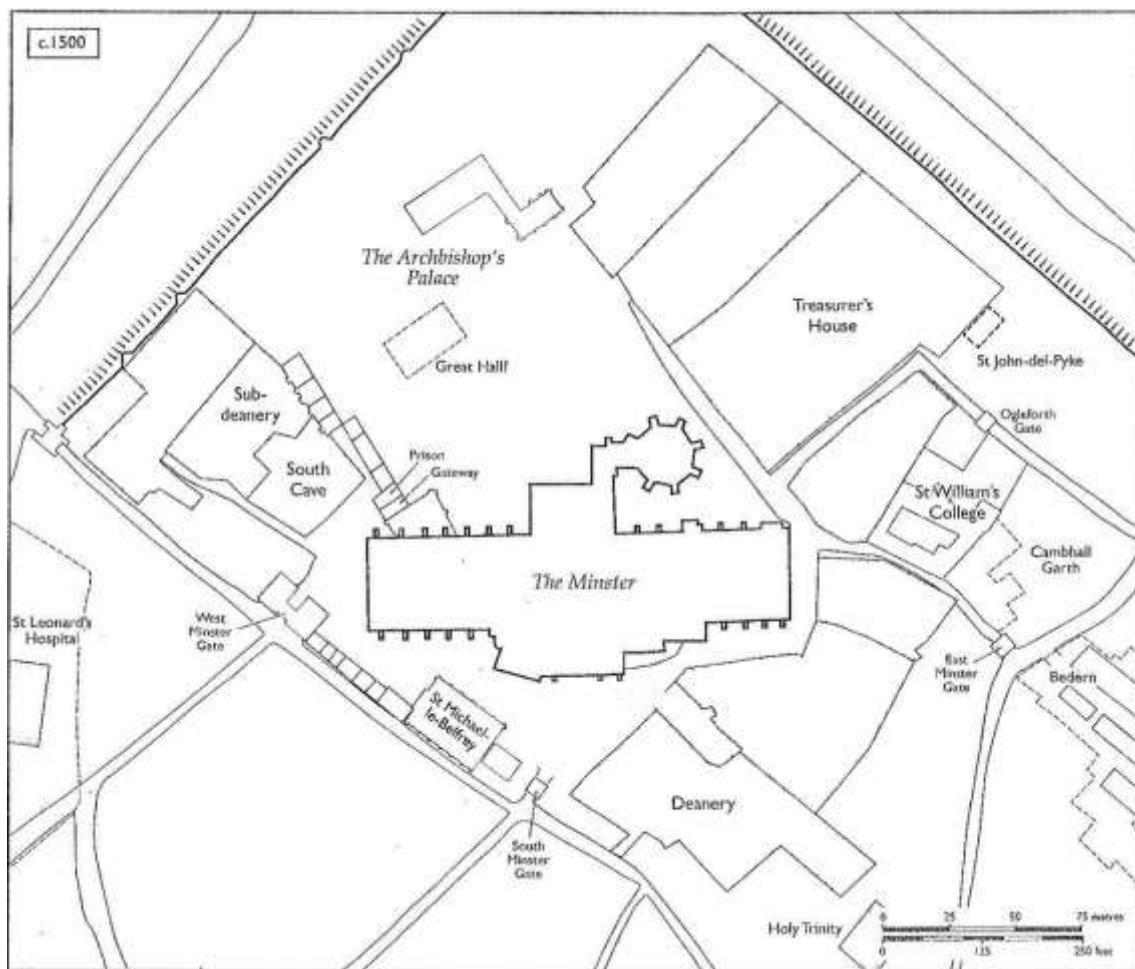 c.1500
The Archbishop's
Palace
Great Hall?
Treasurer's
House
St John-del-Pyke
Ogleforth
Gate
Sub-
deanery
South
Cave
Prison
Gateway
St William's
College
Cambhall
Garth
The Minster
St Leonard's
Hospital
West
Minster
Gate
East
Minster
Gate
Bedern
St Michael-
le-Belfrey
Deanery
South
Minster
Gate
Holy Trinity
0 25 50 75 metres
0 125 250 feet